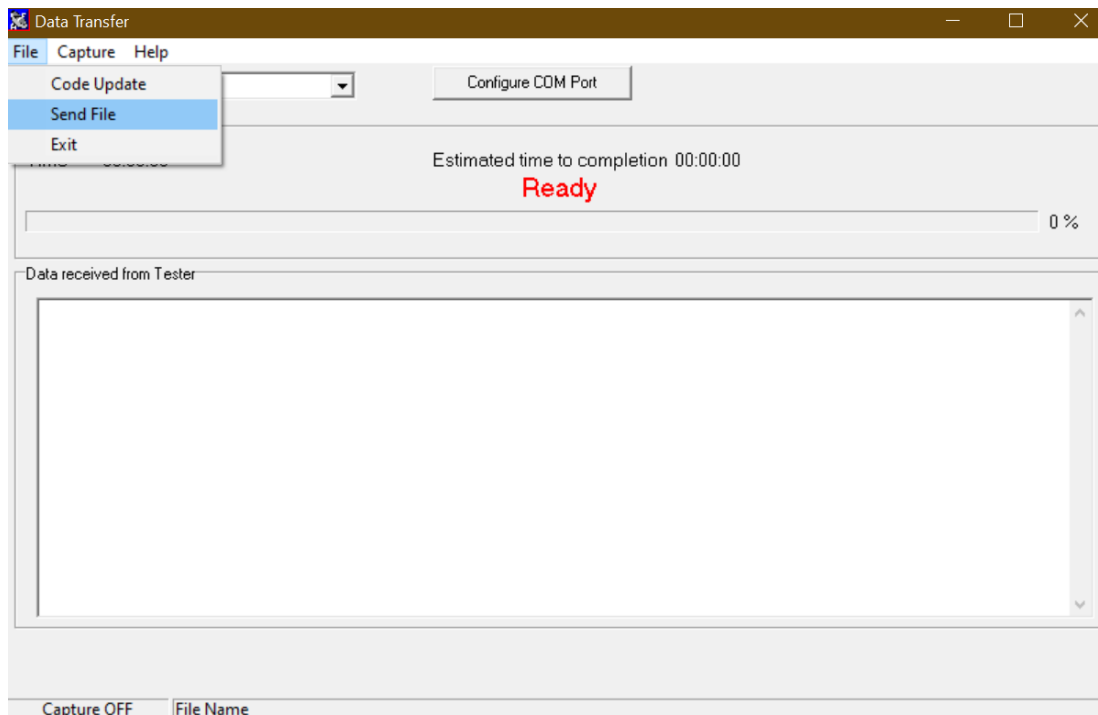 Data Transfer
File Capture Help
Code Update
Configure COM Port
Send File
Exit
Estimated time to completion 00:00:00
Ready
0 %
Data received from Tester
Capture OFF File Name